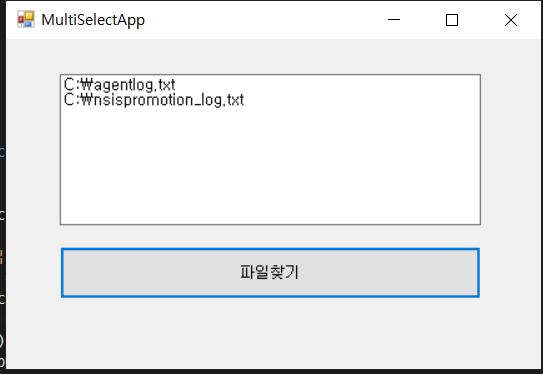 MultiSelectApp
C:₩agentlog.txt
C:₩nsispromotion_log.txt
파일찾기